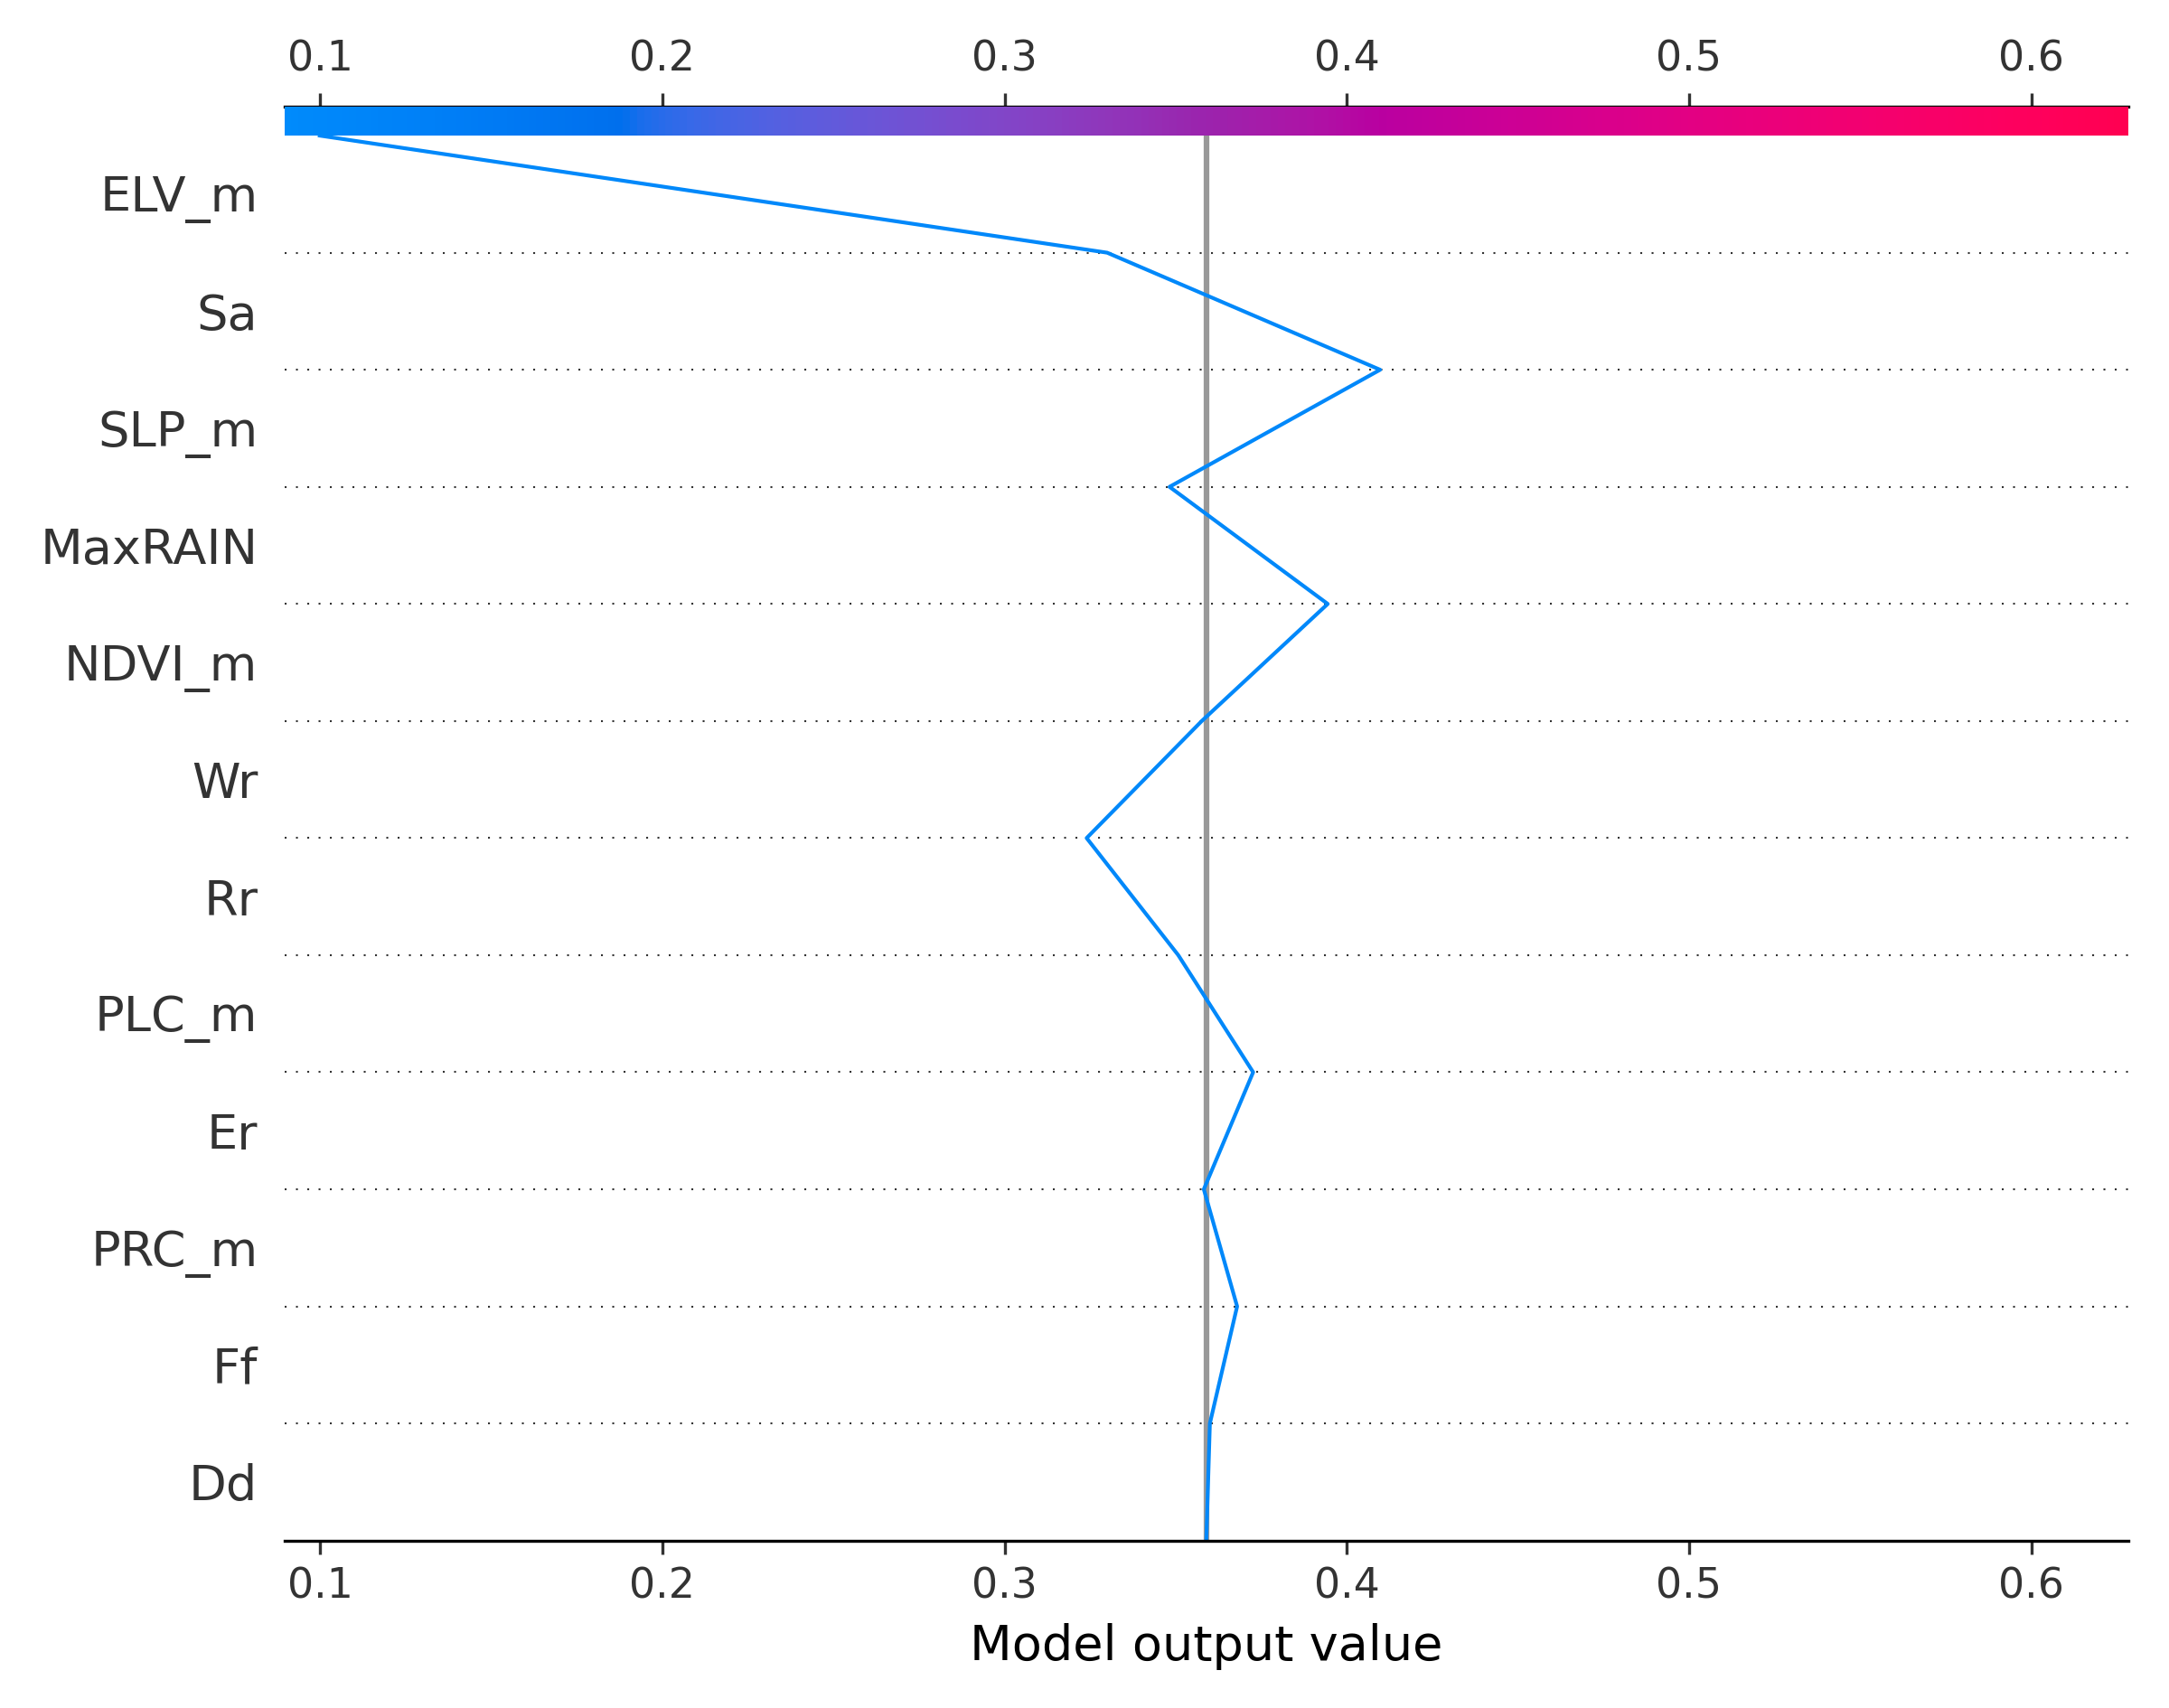 0.1 0.2 0.3 0.4 0.5 0.6
ELV_m
Sa
SLP_m
MaxRAIN
NDVI_m
Wr
Rr
PLC_m
Er
PRC_m
Ff
Dd
0.1 0.2 0.3 0.4 0.5 0.6
Model output value